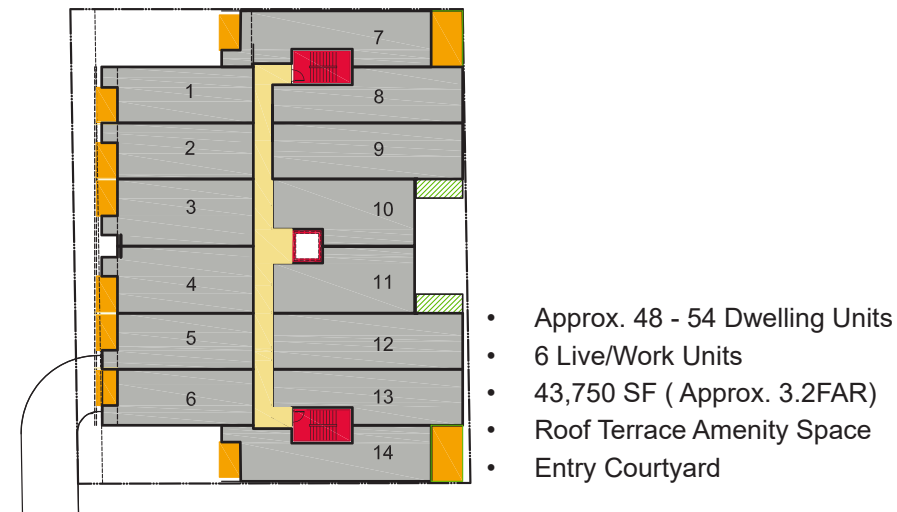 7
1
8
2
9
3
10
4
11
5
12
6
13
14
• Approx. 48 - 54 Dwelling Units
• 6 Live/Work Units
• 43,750 SF ( Approx. 3.2FAR)
• Roof Terrace Amenity Space
• Entry Courtyard